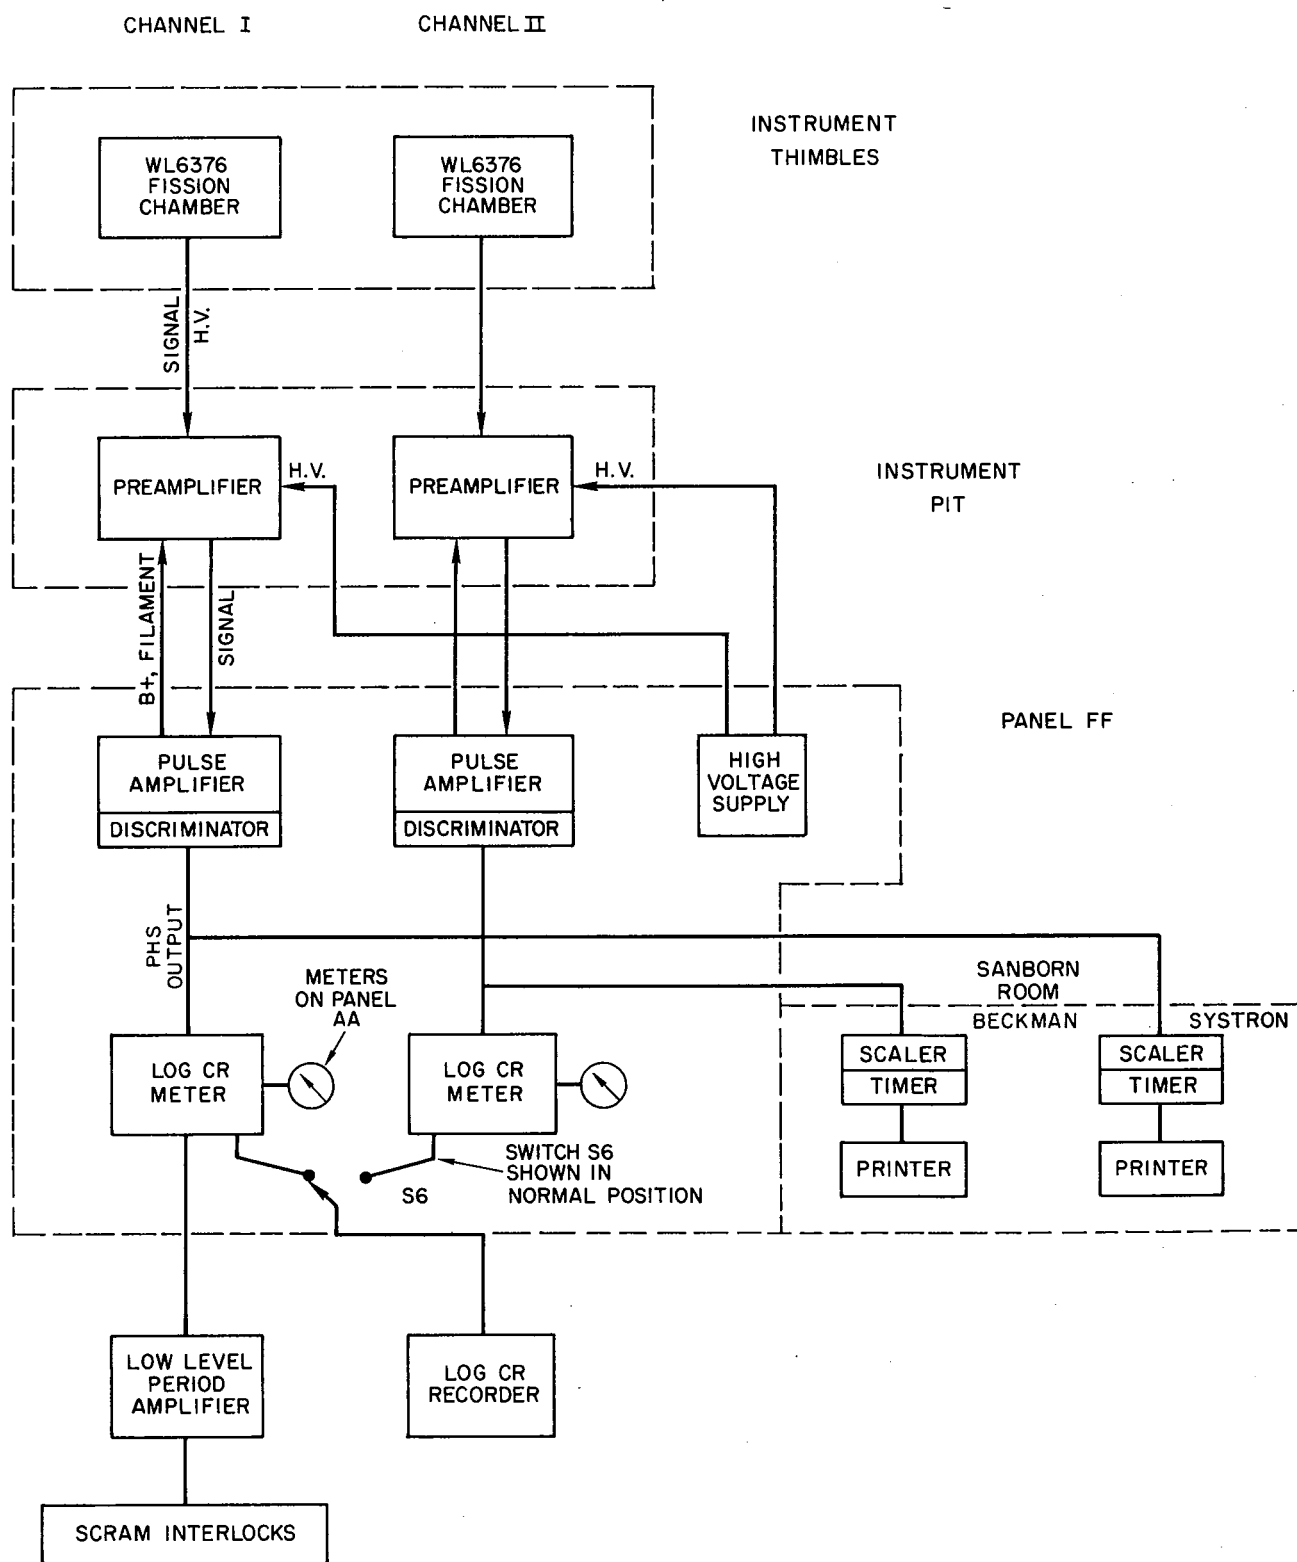 CHANNEL I
CHANNEL II
INSTRUMENT
THIMBLES
WL6376
FISSION
CHAMBER
WL6376
FISSION
CHAMBER
SIGNAL
H.V.
PREAMPLIFIER
H.V.
PREAMPLIFIER
H.V.
INSTRUMENT
PIT
B+, FILAMENT
SIGNAL
PANEL FF
PULSE
AMPLIFIER
DISCRIMINATOR
PULSE
AMPLIFIER
DISCRIMINATOR
HIGH
VOLTAGE
SUPPLY
PHS
OUTPUT
METERS
ON PANEL
AA
SANBORN
ROOM
BECKMAN
SYSTRON
LOG CR
METER
LOG CR
METER
SCALER
TIMER
SCALER
TIMER
SWITCH S6
SHOWN IN
NORMAL POSITION
S6
PRINTER
PRINTER
LOW LEVEL
PERIOD
AMPLIFIER
LOG CR
RECORDER
SCRAM INTERLOCKS